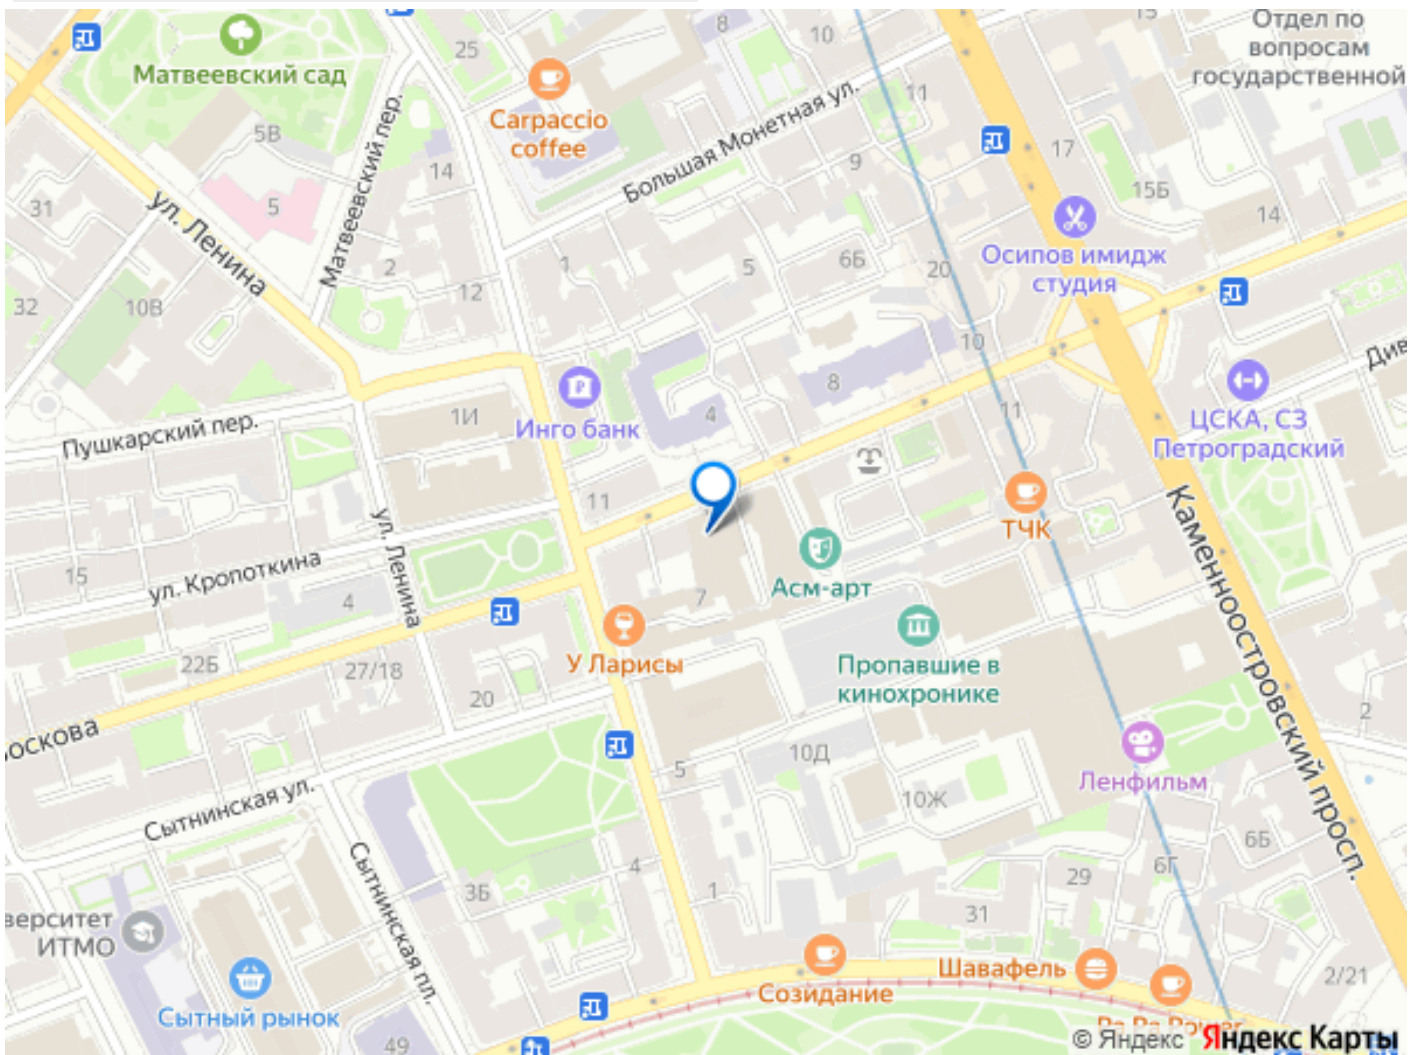 8
10
15
Отдел по
вопросам
государственной
25
Матвеевский сад
Carpaccio
coffee
11
Большая Монетная ул.
5В
14
9
17
15Б
Матвеевский пер.
31
5
ул. Ленина
14
Осипов имидж
студия
2
1
5
6Б
20
12
32
10В
10
8
Див
1И
Инго банк
4
11
ЦСКА, СЗ
Петроградский
Пушкарский пер.
11
ТЧК
Каменноостровский просп.
ул. Ленина
ул. Кропоткина
15
4
7
Асм-арт
22Б
27/18
20
У Ларисы
Пропавшие в
кинохронике
2
оскова
5
10Д
Ленфильм
10Ж
Сытнинская ул.
6Б
Сытнинская пл.
4
3Б
1
6Г
29
31
верситет
ИТМО
Сытный рынок
Созидание
Шавафель
2/21
49
© Яндекс Яндекс Карты